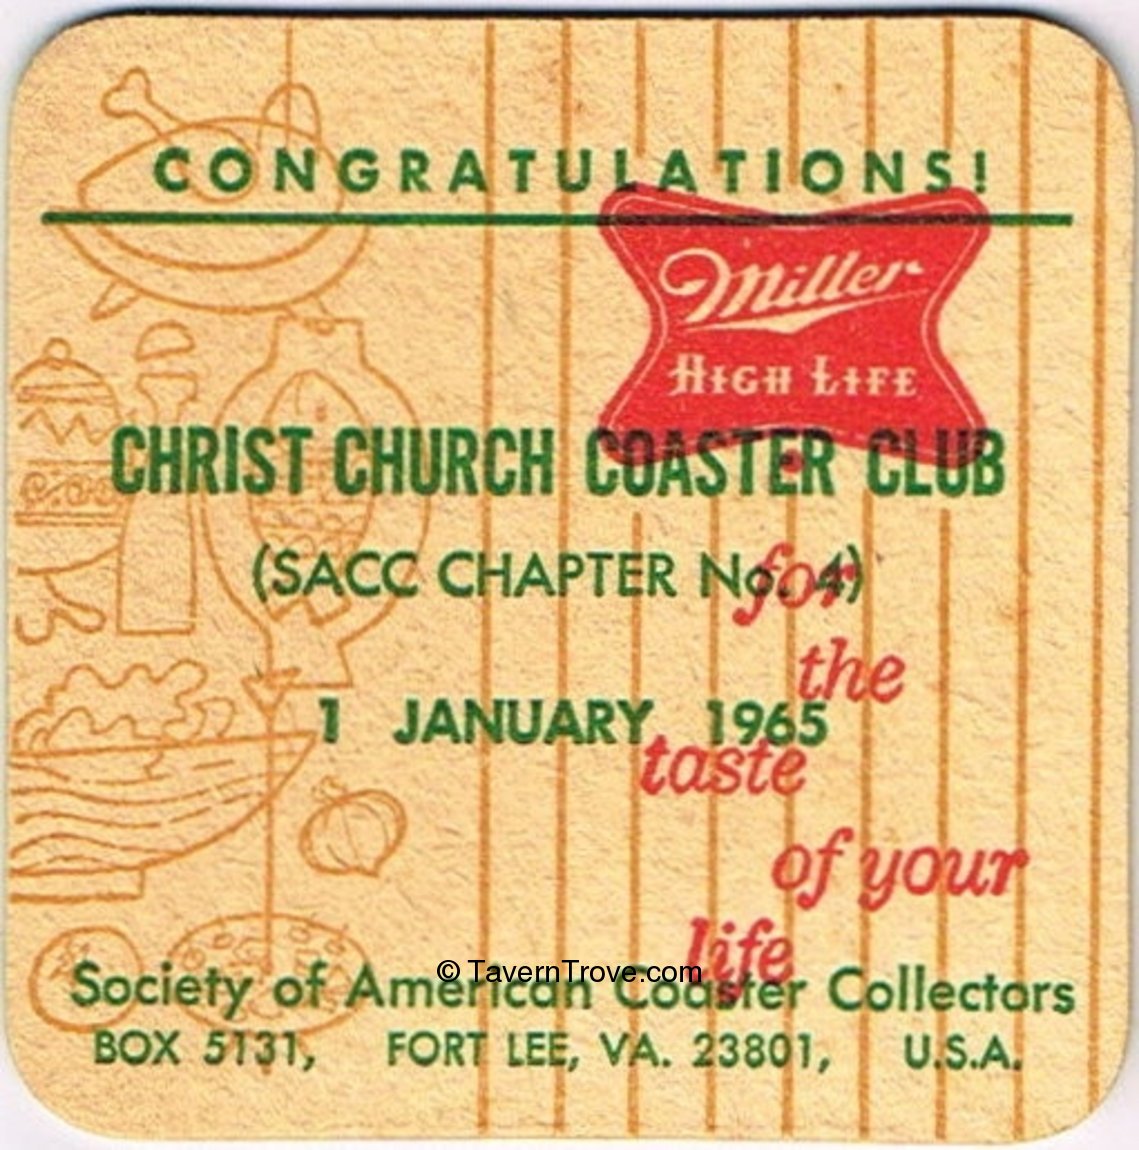 CONGRATULATIONS!
Miller
HIGH LIFE
CHRIST CHURCH COASTER CLUB
(SACC CHAPTER No. 4)
for
the
1 JANUARY 1965
taste
of your
life
© TavernTrove.com
Society of American Coaster Collectors
BOX 5131, FORT LEE, VA. 23801, U.S.A.